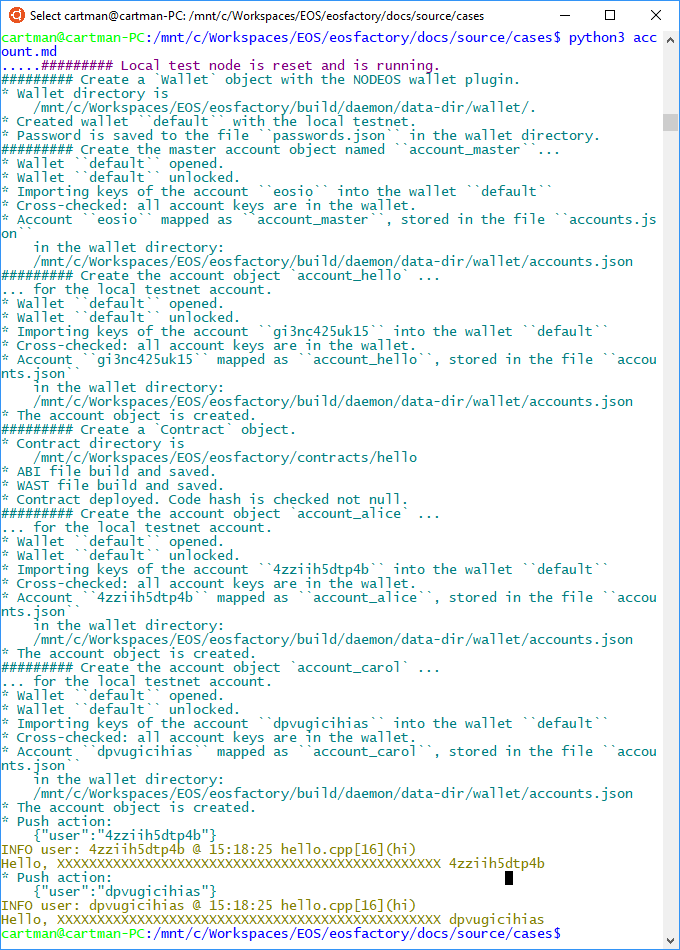 Select cartman@cartman-PC: /mnt/c/Workspaces/EOS/eosfactory/docs/source/cases
cartman@cartman-PC:/mnt/c/Workspaces/EOS/eosfactory/docs/source/cases$ python3 acc
ount.md
.....######### Local test node is reset and is running.
######### Create a `Wallet` object with the NODEOS wallet plugin.
* Wallet directory is
    /mnt/c/Workspaces/EOS/eosfactory/build/daemon/data-dir/wallet/.
* Created wallet ``default`` with the local testnet.
* Password is saved to the file ``passwords.json`` in the wallet directory.
######### Create the master account object named ``account_master``...
* Wallet ``default`` opened.
* Wallet ``default`` unlocked.
* Importing keys of the account ``eosio`` into the wallet ``default``
* Cross-checked: all account keys are in the wallet.
* Account ``eosio`` mapped as ``account_master``, stored in the file ``accounts.js
on``
    in the wallet directory:
    /mnt/c/Workspaces/EOS/eosfactory/build/daemon/data-dir/wallet/accounts.json
######### Create the account object `account_hello` ...
... for the local testnet account.
* Wallet ``default`` opened.
* Wallet ``default`` unlocked.
* Importing keys of the account ``gi3nc425uk15`` into the wallet ``default``
* Cross-checked: all account keys are in the wallet.
* Account ``gi3nc425uk15`` mapped as ``account_hello``, stored in the file ``accou
nts.json``
    in the wallet directory:
    /mnt/c/Workspaces/EOS/eosfactory/build/daemon/data-dir/wallet/accounts.json
* The account object is created.
######### Create a `Contract` object.
* Contract directory is
    /mnt/c/Workspaces/EOS/eosfactory/contracts/hello
* ABI file build and saved.
* WAST file build and saved.
* Contract deployed. Code hash is checked not null.
######### Create the account object `account_alice` ...
... for the local testnet account.
* Wallet ``default`` opened.
* Wallet ``default`` unlocked.
* Importing keys of the account ``4zziih5dtp4b`` into the wallet ``default``
* Cross-checked: all account keys are in the wallet.
* Account ``4zziih5dtp4b`` mapped as ``account_alice``, stored in the file ``accou
nts.json``
    in the wallet directory:
    /mnt/c/Workspaces/EOS/eosfactory/build/daemon/data-dir/wallet/accounts.json
* The account object is created.
######### Create the account object `account_carol` ...
... for the local testnet account.
* Wallet ``default`` opened.
* Wallet ``default`` unlocked.
* Importing keys of the account ``dpvugicihias`` into the wallet ``default``
* Cross-checked: all account keys are in the wallet.
* Account ``dpvugicihias`` mapped as ``account_carol``, stored in the file ``accou
nts.json``
    in the wallet directory:
    /mnt/c/Workspaces/EOS/eosfactory/build/daemon/data-dir/wallet/accounts.json
* The account object is created.
* Push action:
    {"user":"4zziih5dtp4b"}
INFO user: 4zziih5dtp4b @ 15:18:25 hello.cpp[16](hi)
Hello, XXXXXXXXXXXXXXXXXXXXXXXXXXXXXXXXXXXXXXXXXXXXXXXX 4zziih5dtp4b
* Push action:
    {"user":"dpvugicihias"}
INFO user: dpvugicihias @ 15:18:25 hello.cpp[16](hi)
Hello, XXXXXXXXXXXXXXXXXXXXXXXXXXXXXXXXXXXXXXXXXXXXXXXX dpvugicihias
cartman@cartman-PC:/mnt/c/Workspaces/EOS/eosfactory/docs/source/cases$